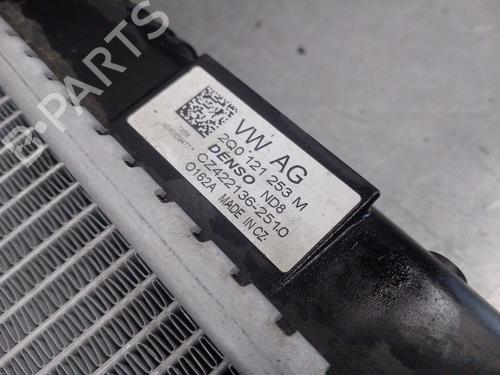 VW AG
2Q0 121 253 M
DENSO ND8
CZ422136-2510
0162A MADE IN CZ
B-PARTS